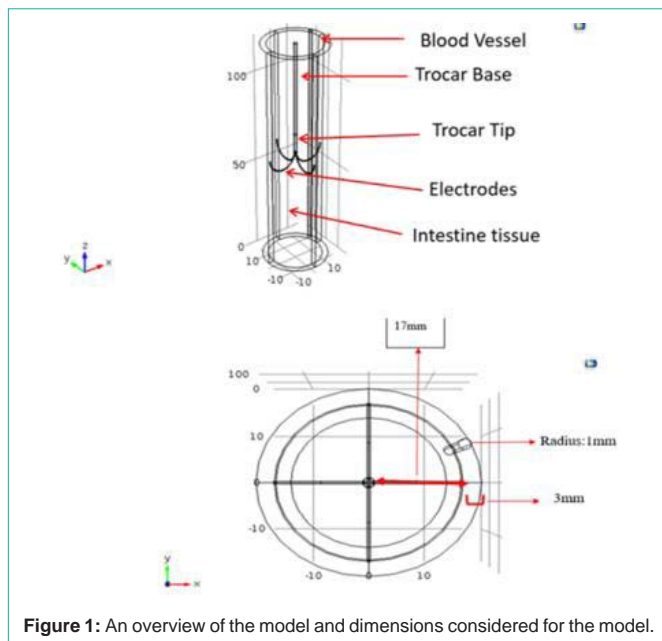 Blood Vessel
100
Trocar Base
Trocar Tip
50
Electrodes
Intestine tissue
0
10
10
-10 -10
z
y
x
17mm
100
0
10
Radius:1mm
0
3mm
-10
y
x
-10
0
10
Figure 1: An overview of the model and dimensions considered for the model.